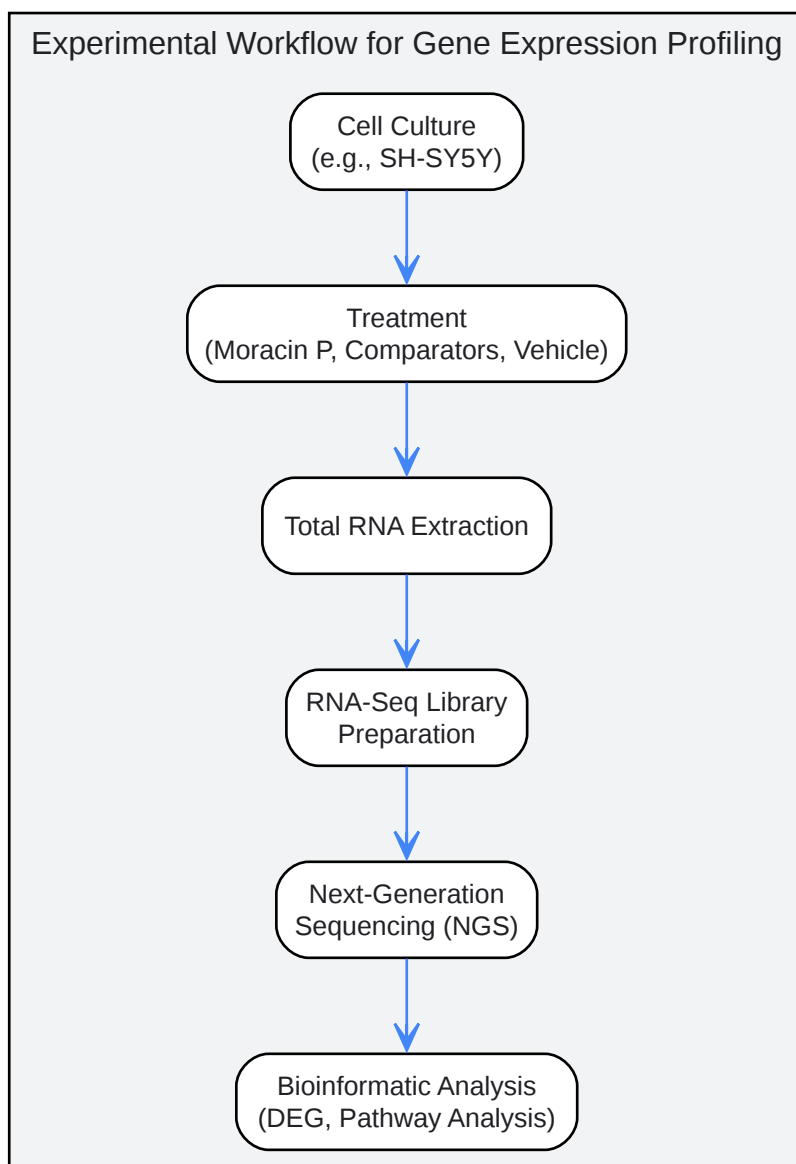 Experimental Workflow for Gene Expression Profiling
Cell Culture
(e.g., SH-SY5Y)
Treatment
(Moracin P, Comparators, Vehicle)
Total RNA Extraction
RNA-Seq Library
Preparation
Next-Generation
Sequencing (NGS)
Bioinformatic Analysis
(DEG, Pathway Analysis)